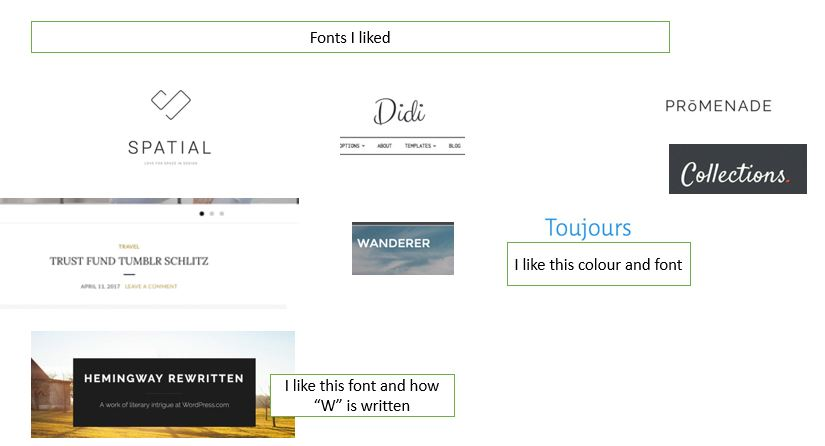 Fonts I liked
SPATIAL
LOVE FOR SPACE IN DESIGN
Didi
OPTIONS ABOUT TEMPLATES BLOG
PRōMENADE
Collections.
TRAVEL
TRUST FUND TUMBLR SCHLITZ
APRIL 11, 2017 LEAVE A COMMENT
WANDERER
Toujours
I like this colour and font
HEMINGWAY REWRITTEN
A work of literary intrigue at WordPress.com
I like this font and how
“W” is written